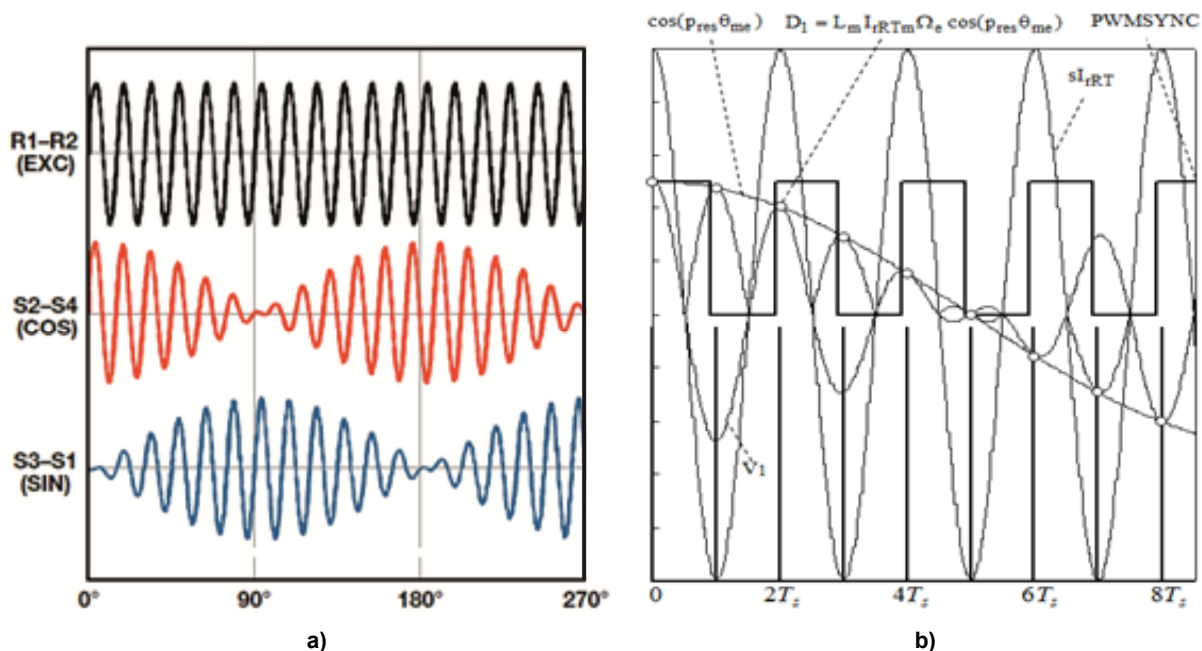 R1–R2
(EXC)
S2–S4
(COS)
S3–S1
(SIN)
0° 90° 180° 270°
a)
cos(p_res θ_me) D_1 = L_m I_rRTm Ω_e cos(p_res θ_me) PWMSYNC
sI_rRT
V_1
0 2T_s 4T_s 6T_s 8T_s
b)